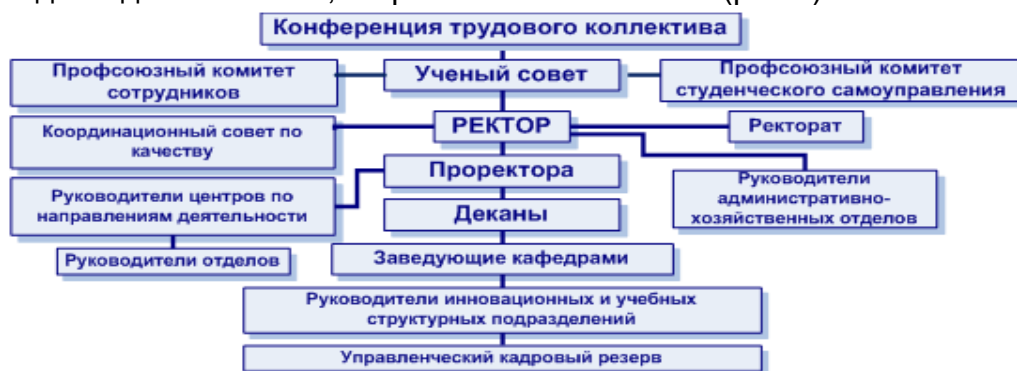 Конференция трудового коллектива
Профсоюзный комитет
сотрудников
Ученый совет
Профсоюзный комитет
студенческого самоуправления
Координационный совет по
качеству
РЕКТОР
Ректорат
Проректора
Руководители центров по
направлениям деятельности
Руководители
административно-
хозяйственных отделов
Деканы
Руководители отделов
Заведующие кафедрами
Руководители инновационных и учебных
структурных подразделений
Управленческий кадровый резерв